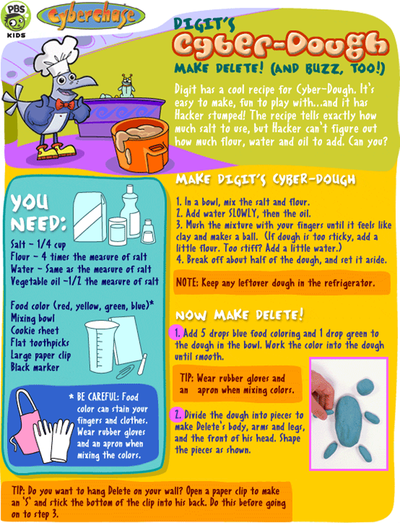 PBS
KIDS
Cyberchase
DIGIT'S
CYBER-DOUGH
MAKE DELETE! (AND BUZZ, TOO!)
Digit has a cool recipe for Cyber-Dough. It's
easy to make, fun to play with...and it has
Hacker stumped! The recipe tells exactly how
much salt to use, but Hacker can't figure out
how much flour, water and oil to add. Can you?
YOU
NEED:
Salt - 1/4 cup
Flour - 4 times the measure of salt
Water - Same as the measure of salt
Vegetable oil -1/2 the measure of salt
Food color (red, yellow, green, blue)*
Mixing bowl
Cookie sheet
Flat toothpicks
Large paper clip
Black marker
* BE CAREFUL: Food
color can stain your
fingers and clothes.
Wear rubber gloves
and an apron when
mixing the colors.
MAKE DIGIT'S CYBER-DOUGH
1. In a bowl, mix the salt and flour.
2. Add water SLOWLY, then the oil.
3. Mush the mixture with your fingers until it feels like
clay and makes a ball. (If dough is too sticky, add a
little flour. Too stiff? Add a little water.)
4. Break off about half of the dough, and set it aside.
NOTE: Keep any leftover dough in the refrigerator.
NOW MAKE DELETE!
1. Add 5 drops blue food coloring and 1 drop green to
the dough in the bowl. Work the color into the dough
until smooth.
TIP: Wear rubber gloves and
an apron when mixing colors.
2. Divide the dough into pieces to
make Delete's body, arms and legs,
and the front of his head. Shape
the pieces as shown.
TIP: Do you want to hang Delete on your wall? Open a paper clip to make
an 'S' and stick the bottom of the clip into his back. Do this before going
on to step 3.